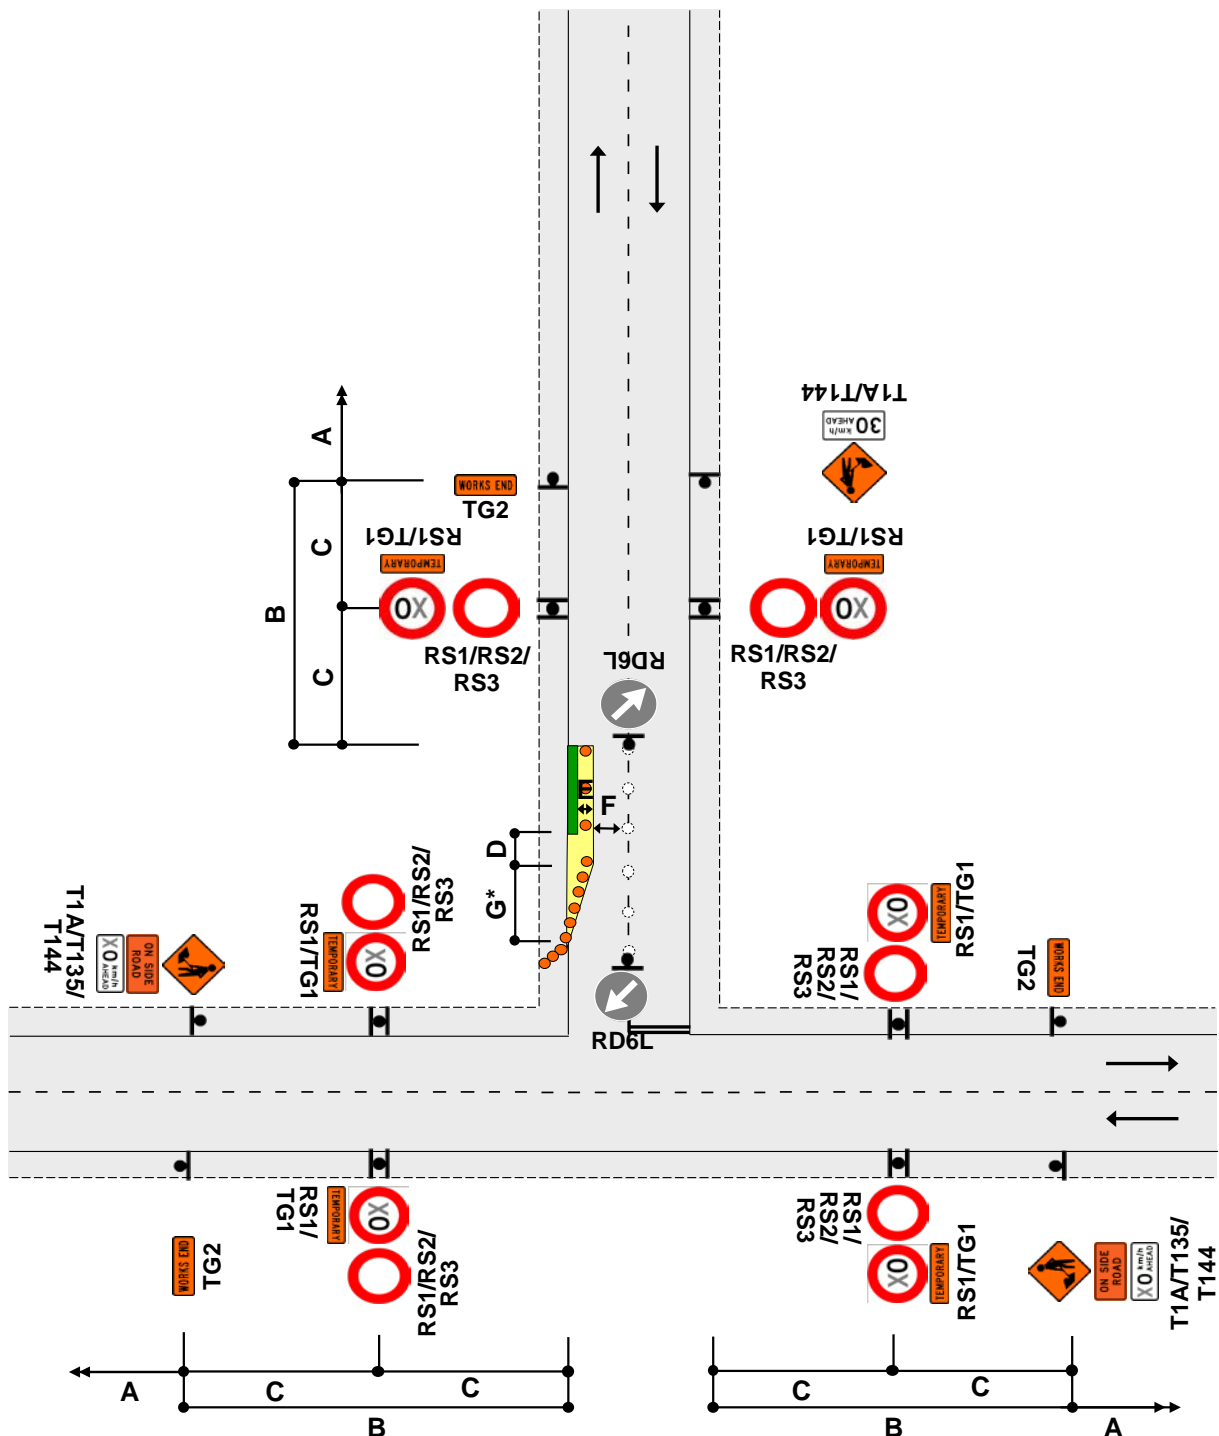 T1A/T144
30 km/h
AHEAD
A
WORKS END
TG2
C
RS1/TG1
TEMPORARY
X0
RS1/TG1
TEMPORARY
X0
B
RS1/RS2/
RS3
RS1/RS2/
RS3
RD6L
C
E
F
D
G*
T1A/T135/
T144
X0 km/h
AHEAD
ON SIDE
ROAD
RS1/TG1
TEMPORARY
X0
RS1/RS2/
RS3
RS1/
RS2/
RS3
X0
TEMPORARY
RS1/TG1
TG2
WORKS END
RD6L
WORKS END
TG2
RS1/
TG1
TEMPORARY
X0
RS1/RS2/
RS3
RS1/
RS2/
RS3
X0
TEMPORARY
RS1/TG1
ON SIDE
ROAD
X0 km/h
AHEAD
T1A/T135/
T144
A
C
C
B
C
C
B
A